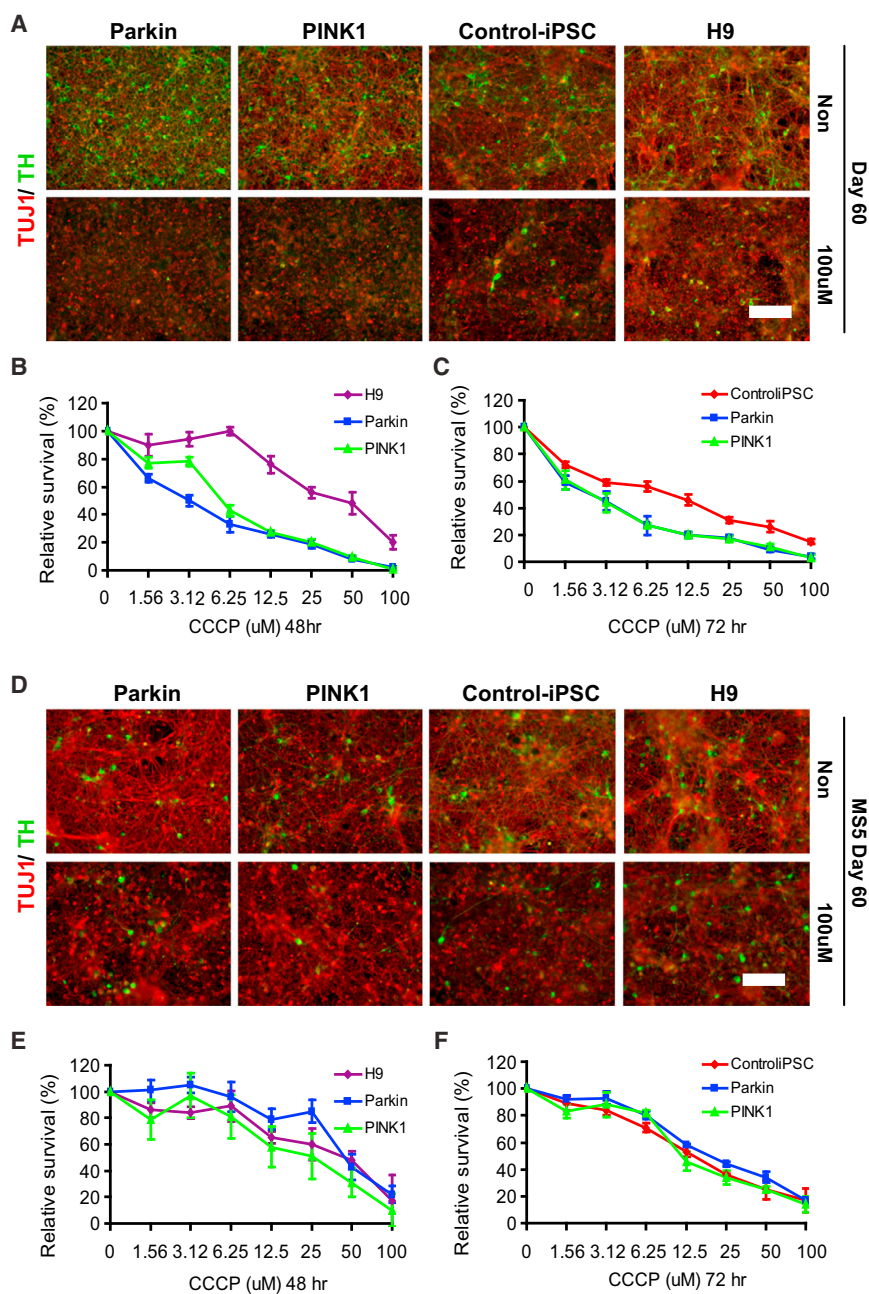 A
Parkin
PINK1
Control-iPSC
H9
TUJ1/ TH
Non
100uM
Day 60
B
Relative survival (%)
120
100
80
60
40
20
0
H9
Parkin
PINK1
0 1.56 3.12 6.25 12.5 25 50 100
CCCP (uM) 48hr
C
Relative survival (%)
120
100
80
60
40
20
0
ControliPSC
Parkin
PINK1
0 1.56 3.12 6.25 12.5 25 50 100
CCCP (uM) 72 hr
D
Parkin
PINK1
Control-iPSC
H9
TUJ1/ TH
Non
100uM
MS5 Day 60
E
Relative survival (%)
120
100
80
60
40
20
0
H9
Parkin
PINK1
0 1.56 3.12 6.25 12.5 25 50 100
CCCP (uM) 48 hr
F
Relative survival (%)
120
100
80
60
40
20
0
ControliPSC
Parkin
PINK1
0 1.56 3.12 6.25 12.5 25 50 100
CCCP (uM) 72 hr